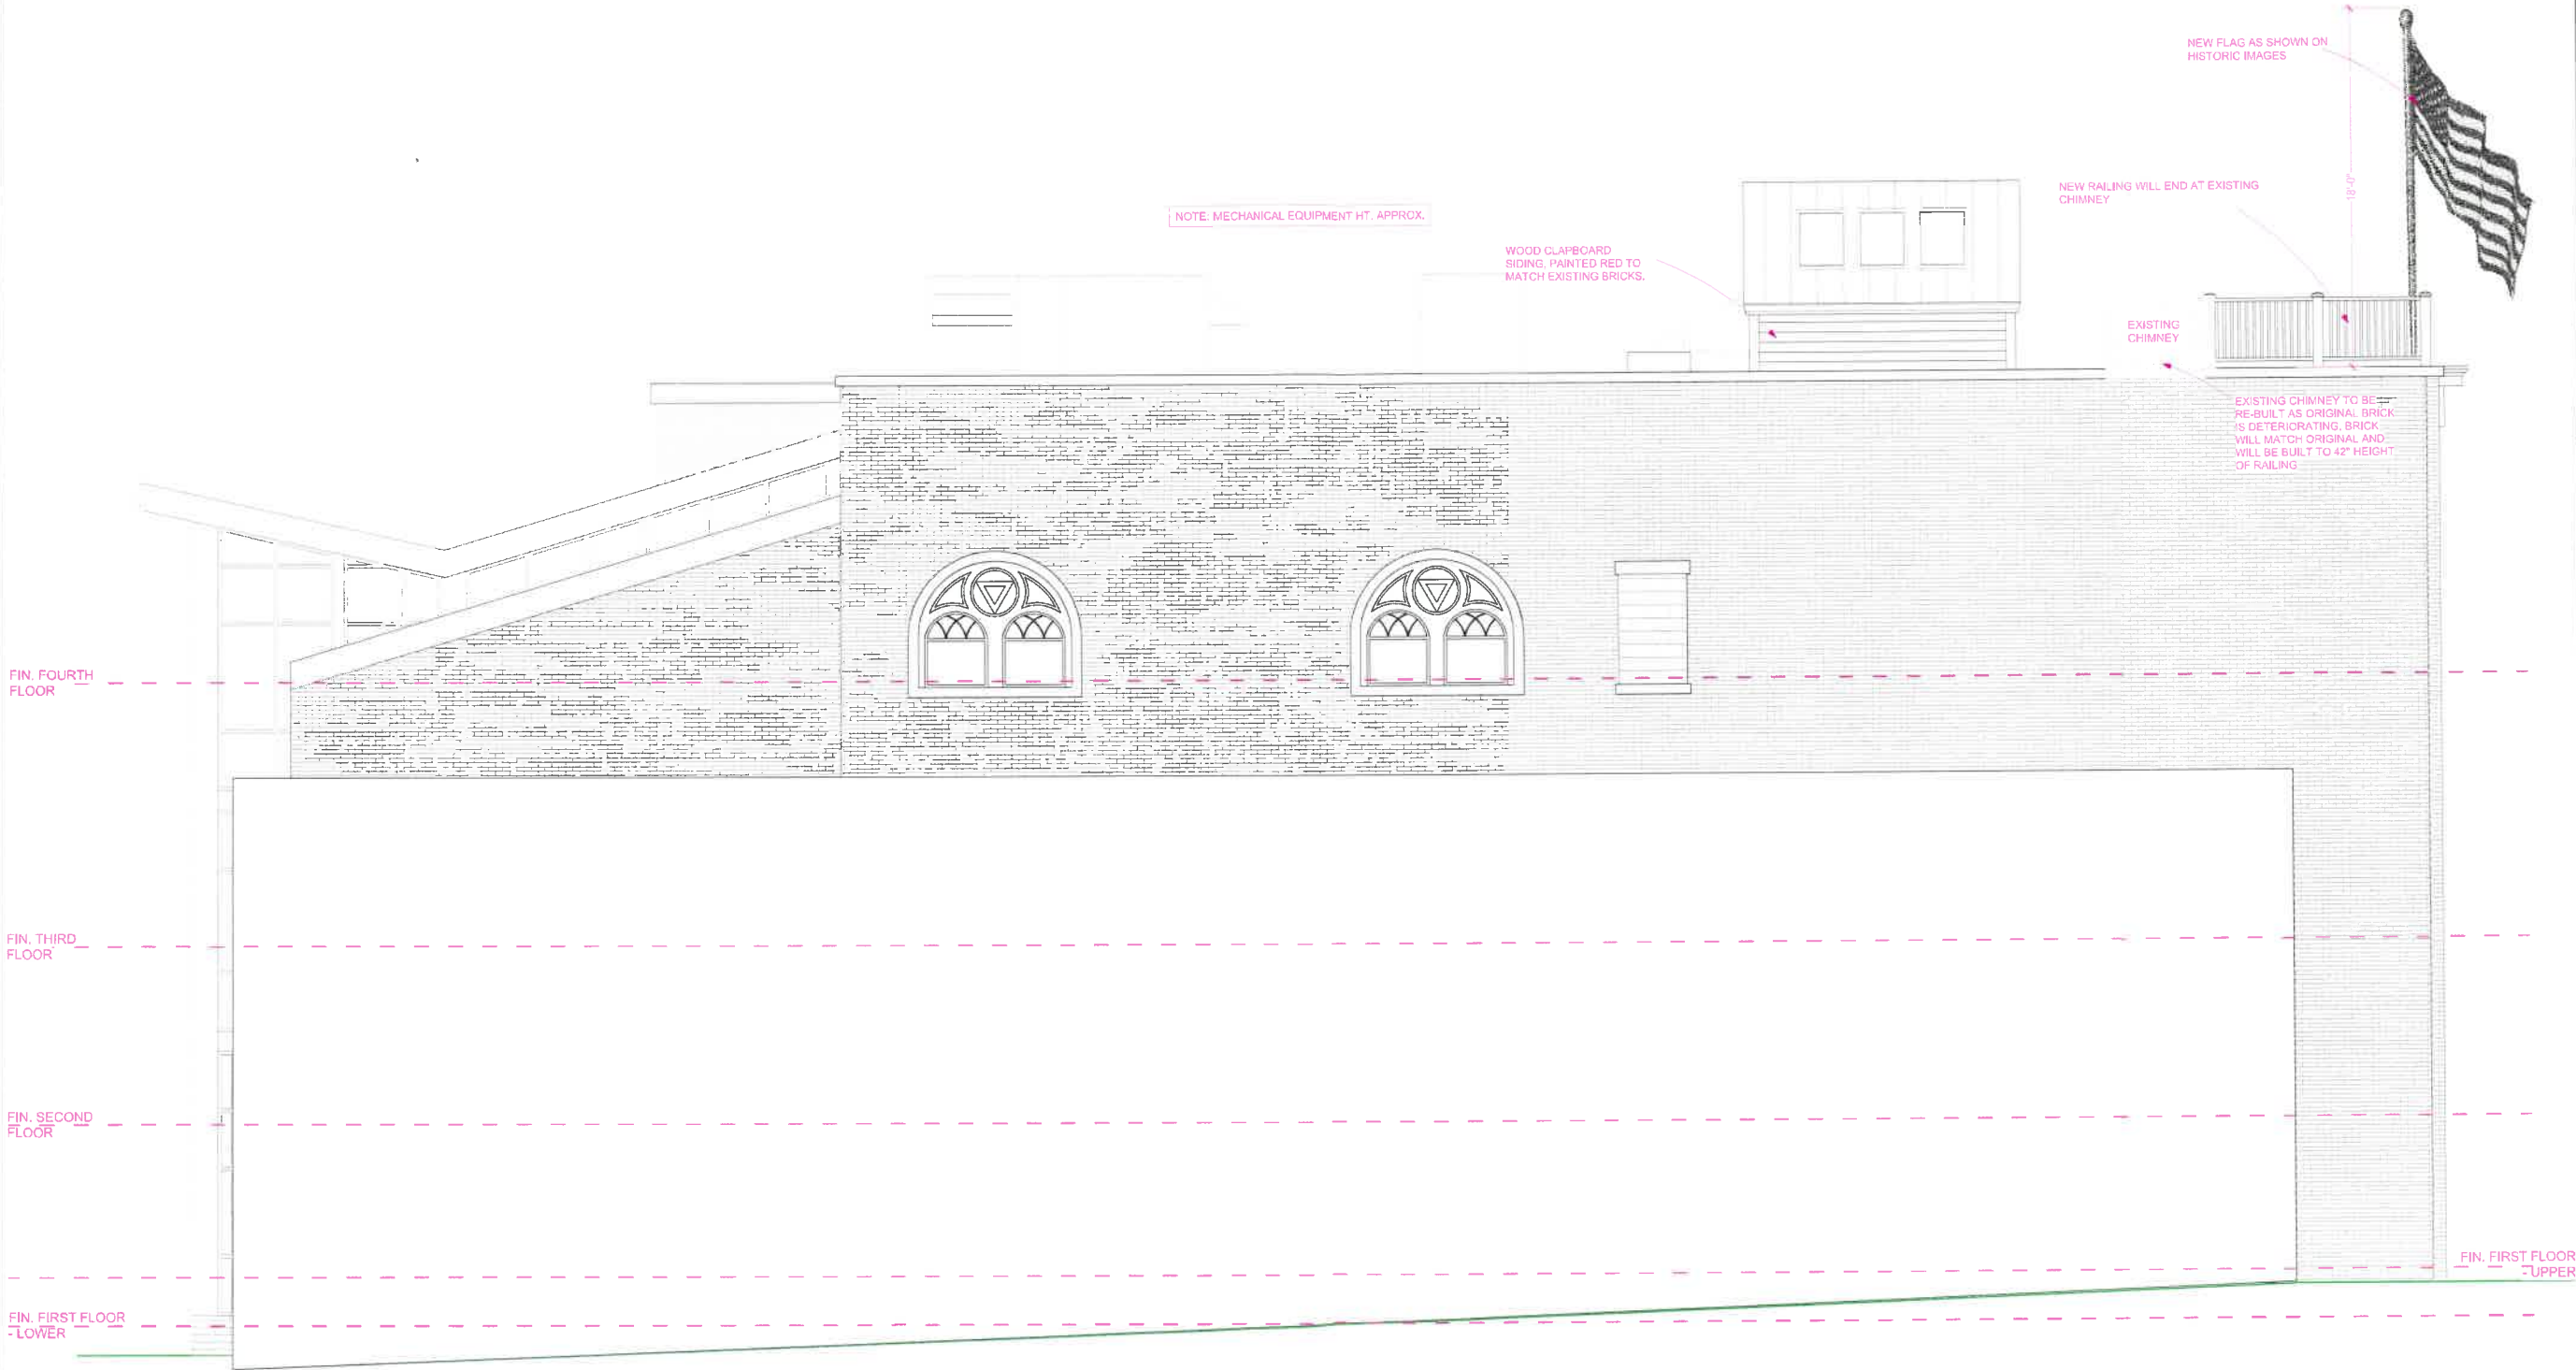 NEW FLAG AS SHOWN ON
HISTORIC IMAGES
18'-0"
NEW RAILING WILL END AT EXISTING
CHIMNEY
NOTE: MECHANICAL EQUIPMENT HT. APPROX.
WOOD CLAPBOARD
SIDING, PAINTED RED TO
MATCH EXISTING BRICKS.
EXISTING
CHIMNEY
EXISTING CHIMNEY TO BE
RE-BUILT AS ORIGINAL BRICK
IS DETERIORATING, BRICK
WILL MATCH ORIGINAL AND
WILL BE BUILT TO 42" HEIGHT
OF RAILING
FIN. FOURTH
FLOOR
FIN. THIRD
FLOOR
FIN. SECOND
FLOOR
FIN. FIRST FLOOR
- UPPER
FIN. FIRST FLOOR
- LOWER